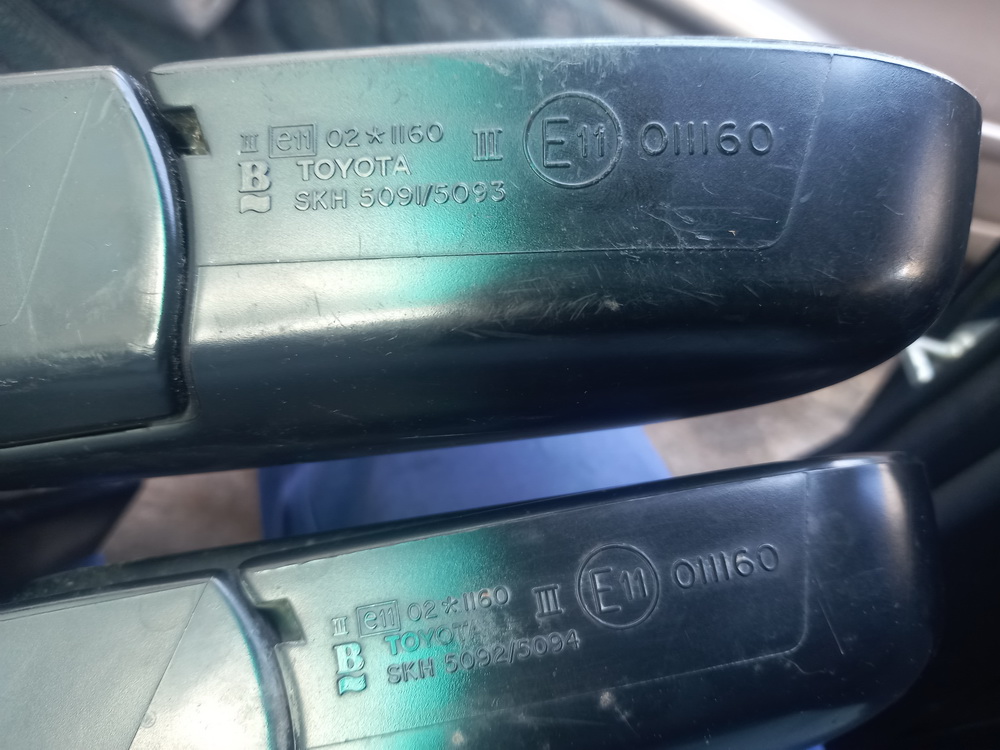 II e11 02*1160 III E11 011160
B TOYOTA
SKH 5091/5093
II e11 02*1160 III E11 011160
B TOYOTA
SKH 5092/5094